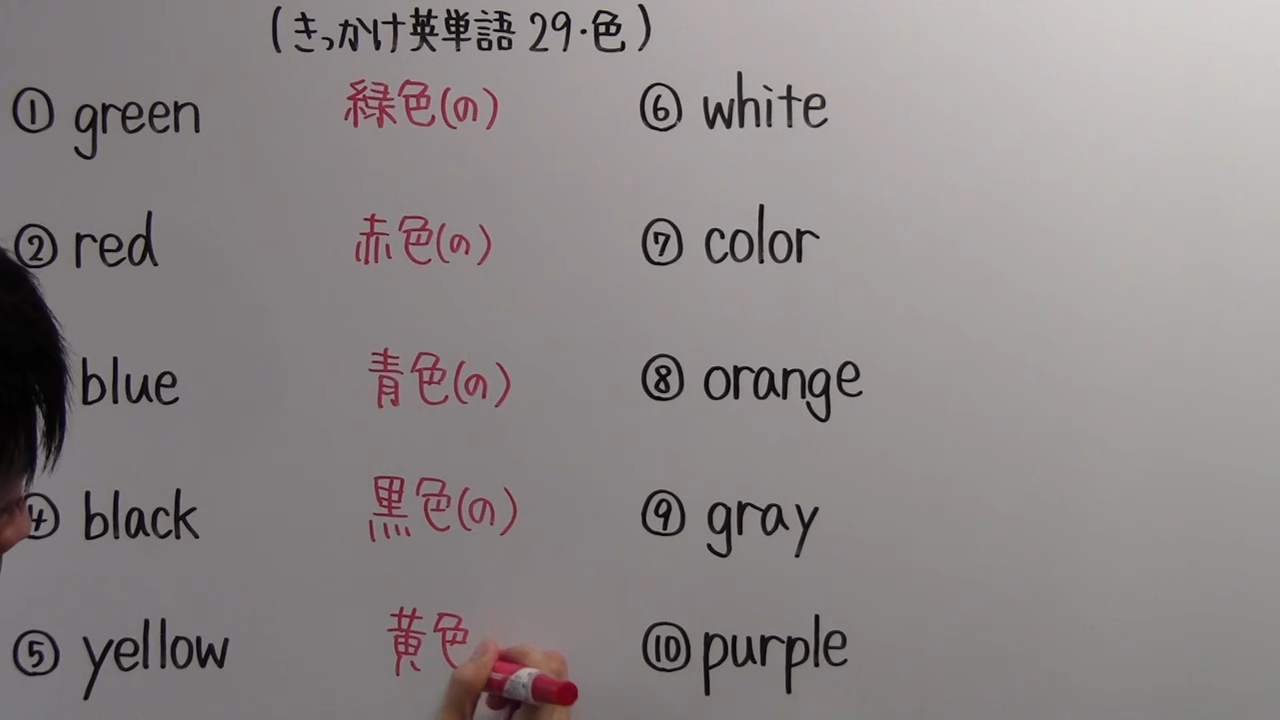 (きっかけ英単語 29・色)
① green 緑色(の)
② red 赤色(の)
blue 青色(の)
④ black 黒色(の)
⑤ yellow 黄色
⑥ white
⑦ color
⑧ orange
⑨ gray
⑩ purple